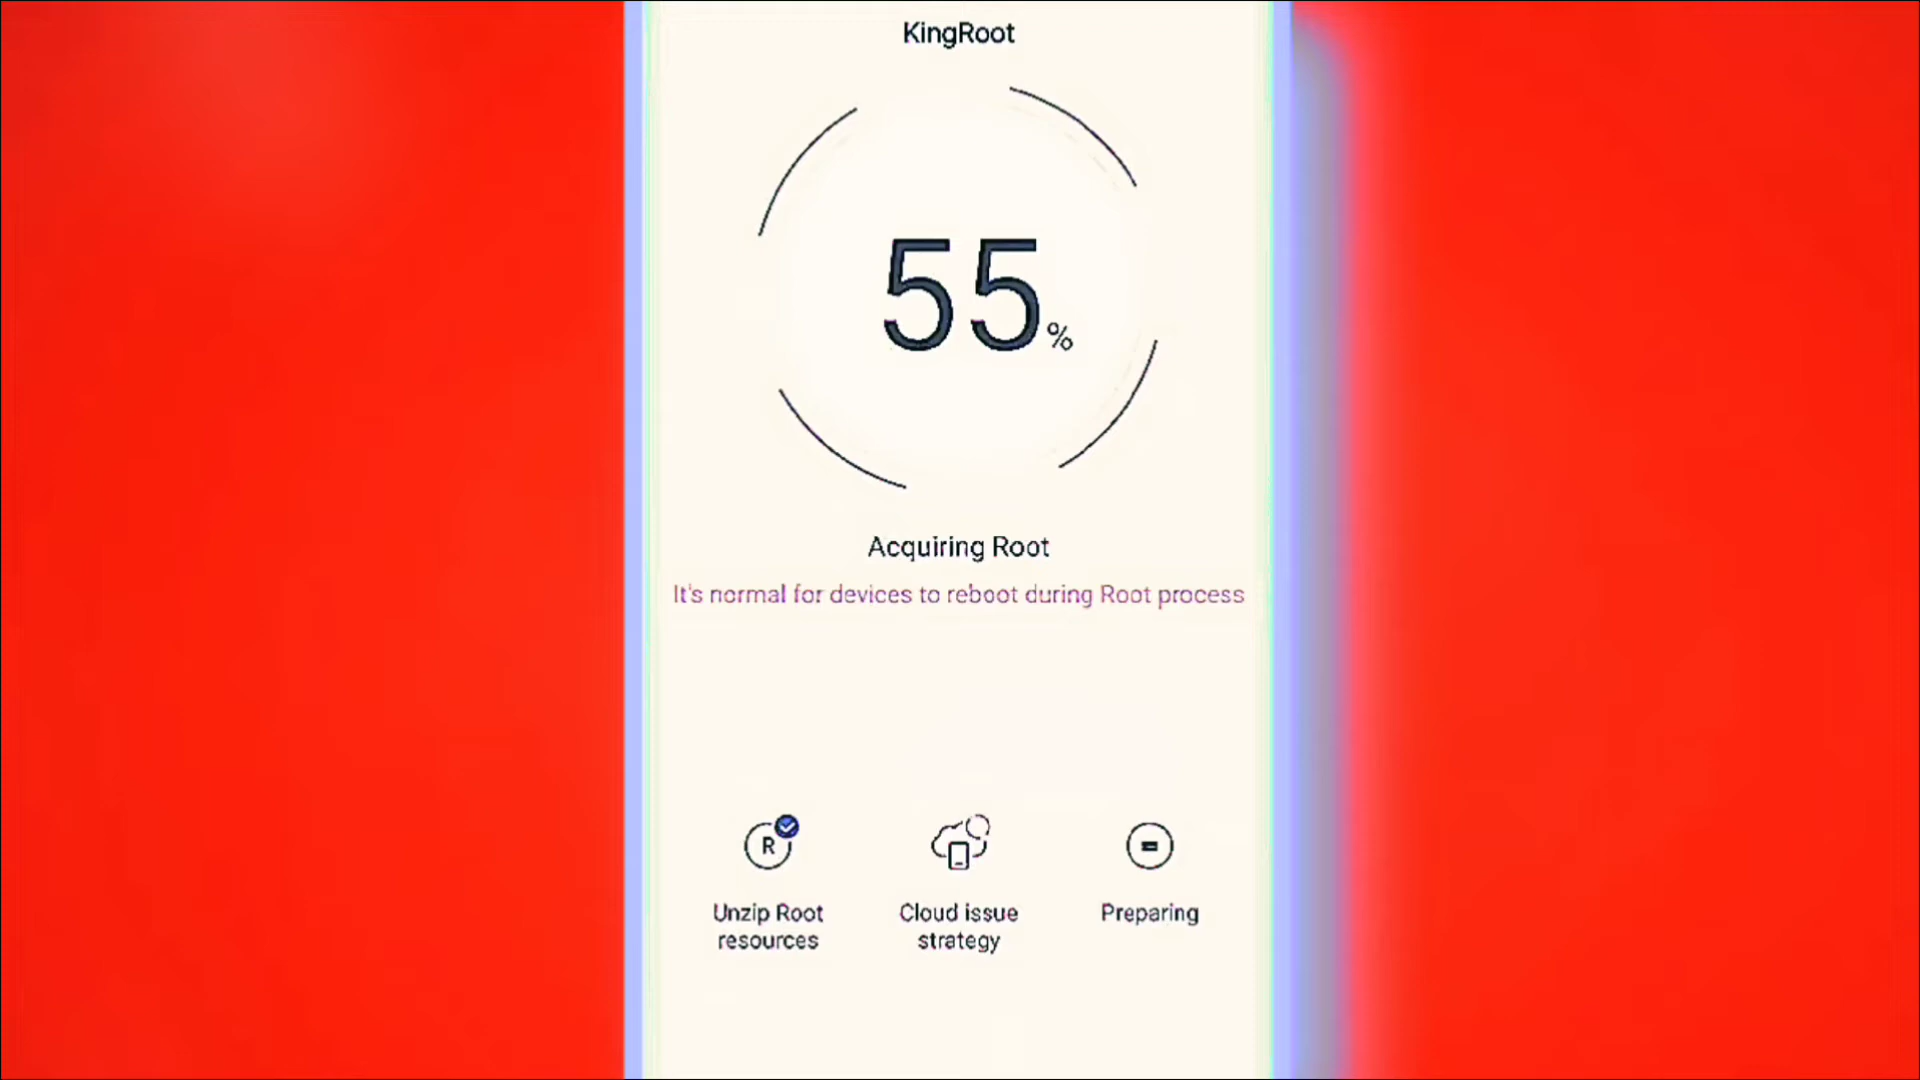 KingRoot
55%
Acquiring Root
It's normal for devices to reboot during Root process
R
Unzip Root
resources
Cloud issue
strategy
Preparing